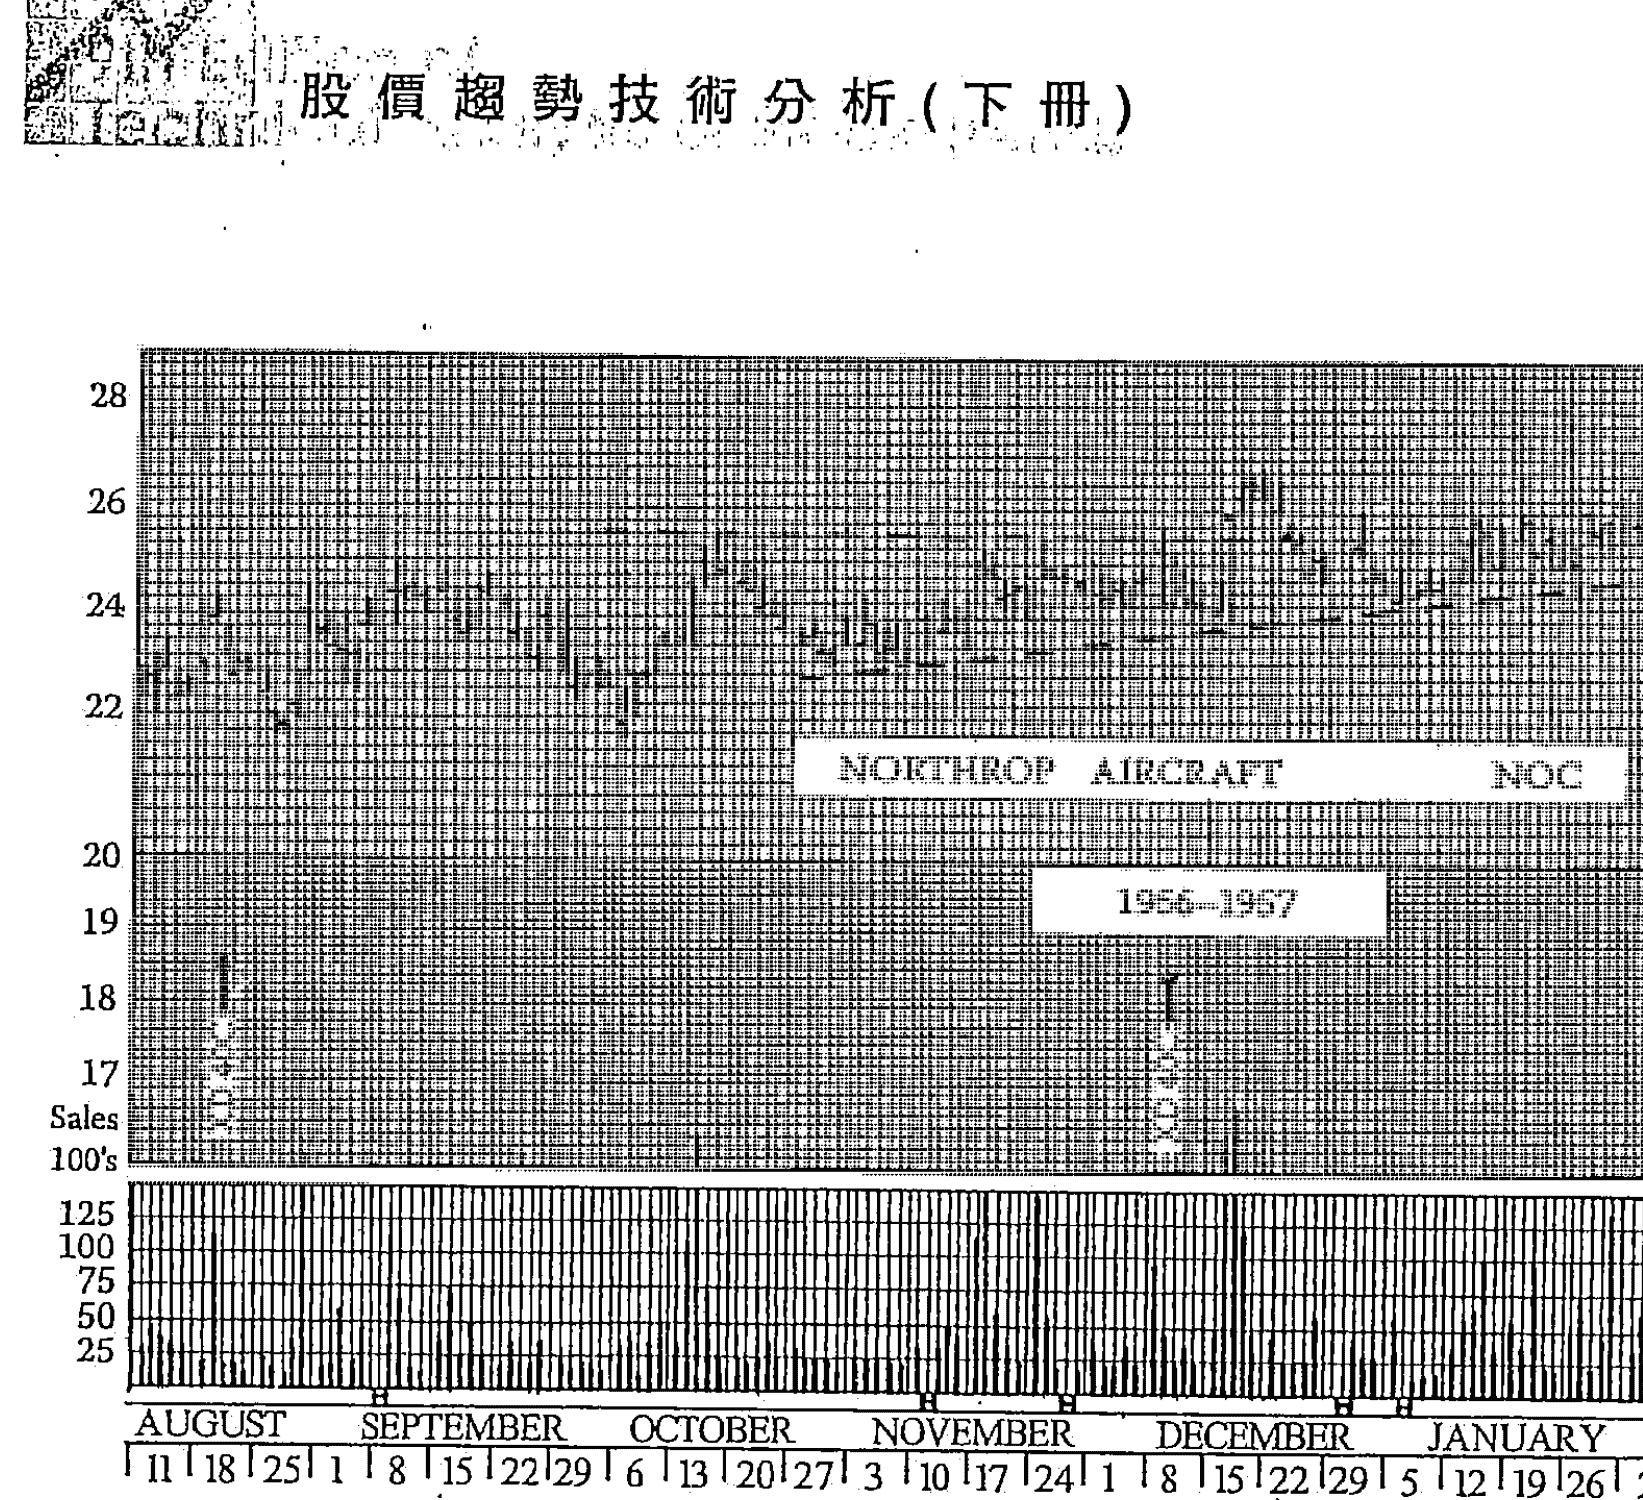 股價趨勢技術分析(下冊)
28
26
24
22
NORTHROP AIRCRAFT NOC
20
1956–1957
19
18
17
Sales
100's
125
100
75
50
25
H H H H H
AUGUST SEPTEMBER OCTOBER NOVEMBER DECEMBER JANUARY
11 18 25 1 8 15 22 29 6 13 20 27 3 10 17 24 1 8 15 22 29 5 12 19 26